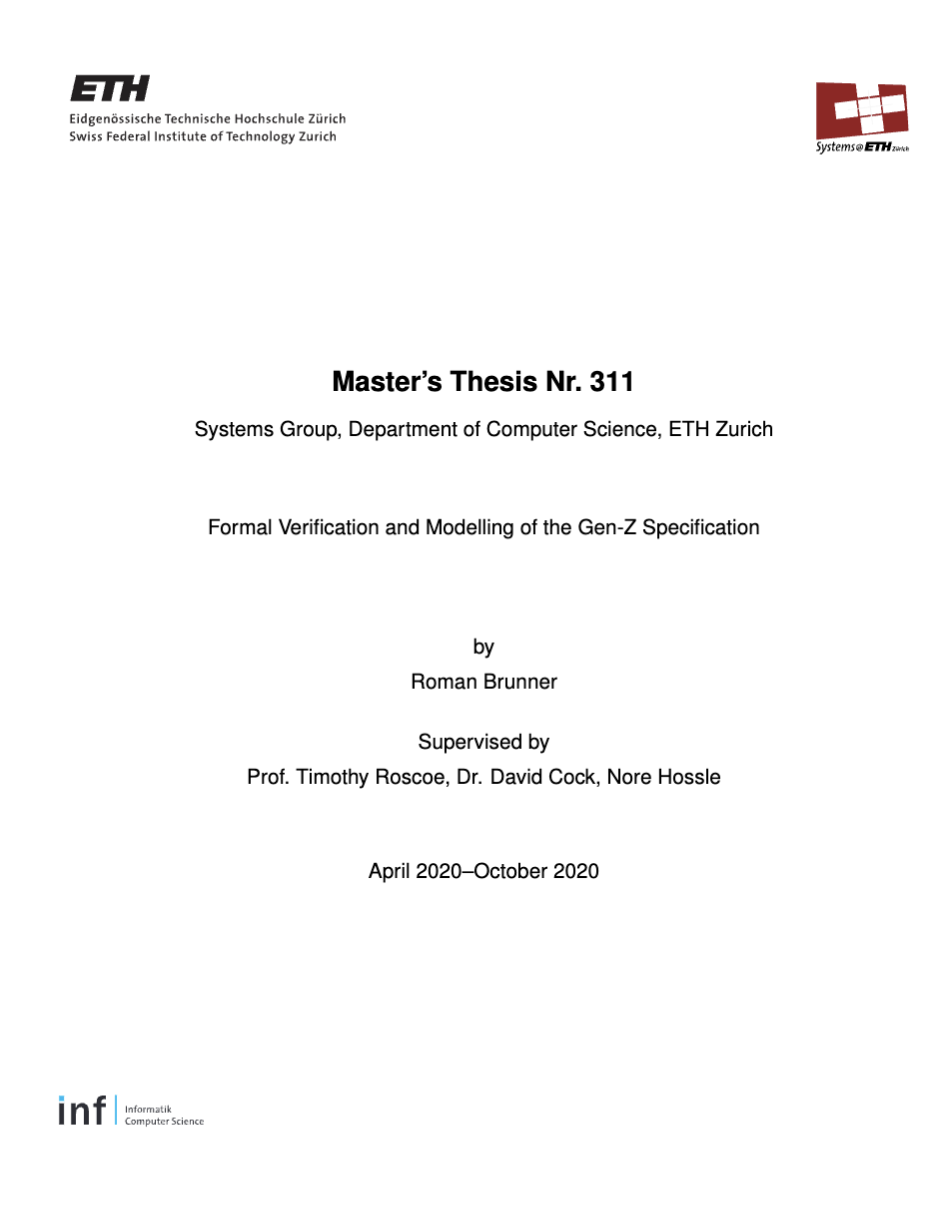 ETH
Eidgenössische Technische Hochschule Zürich
Swiss Federal Institute of Technology Zurich
Systems@ETH Zürich
Master's Thesis Nr. 311
Systems Group, Department of Computer Science, ETH Zurich
Formal Verification and Modelling of the Gen-Z Specification
by
Roman Brunner
Supervised by
Prof. Timothy Roscoe, Dr. David Cock, Nore Hossle
April 2020–October 2020
inf
Informatik
Computer Science